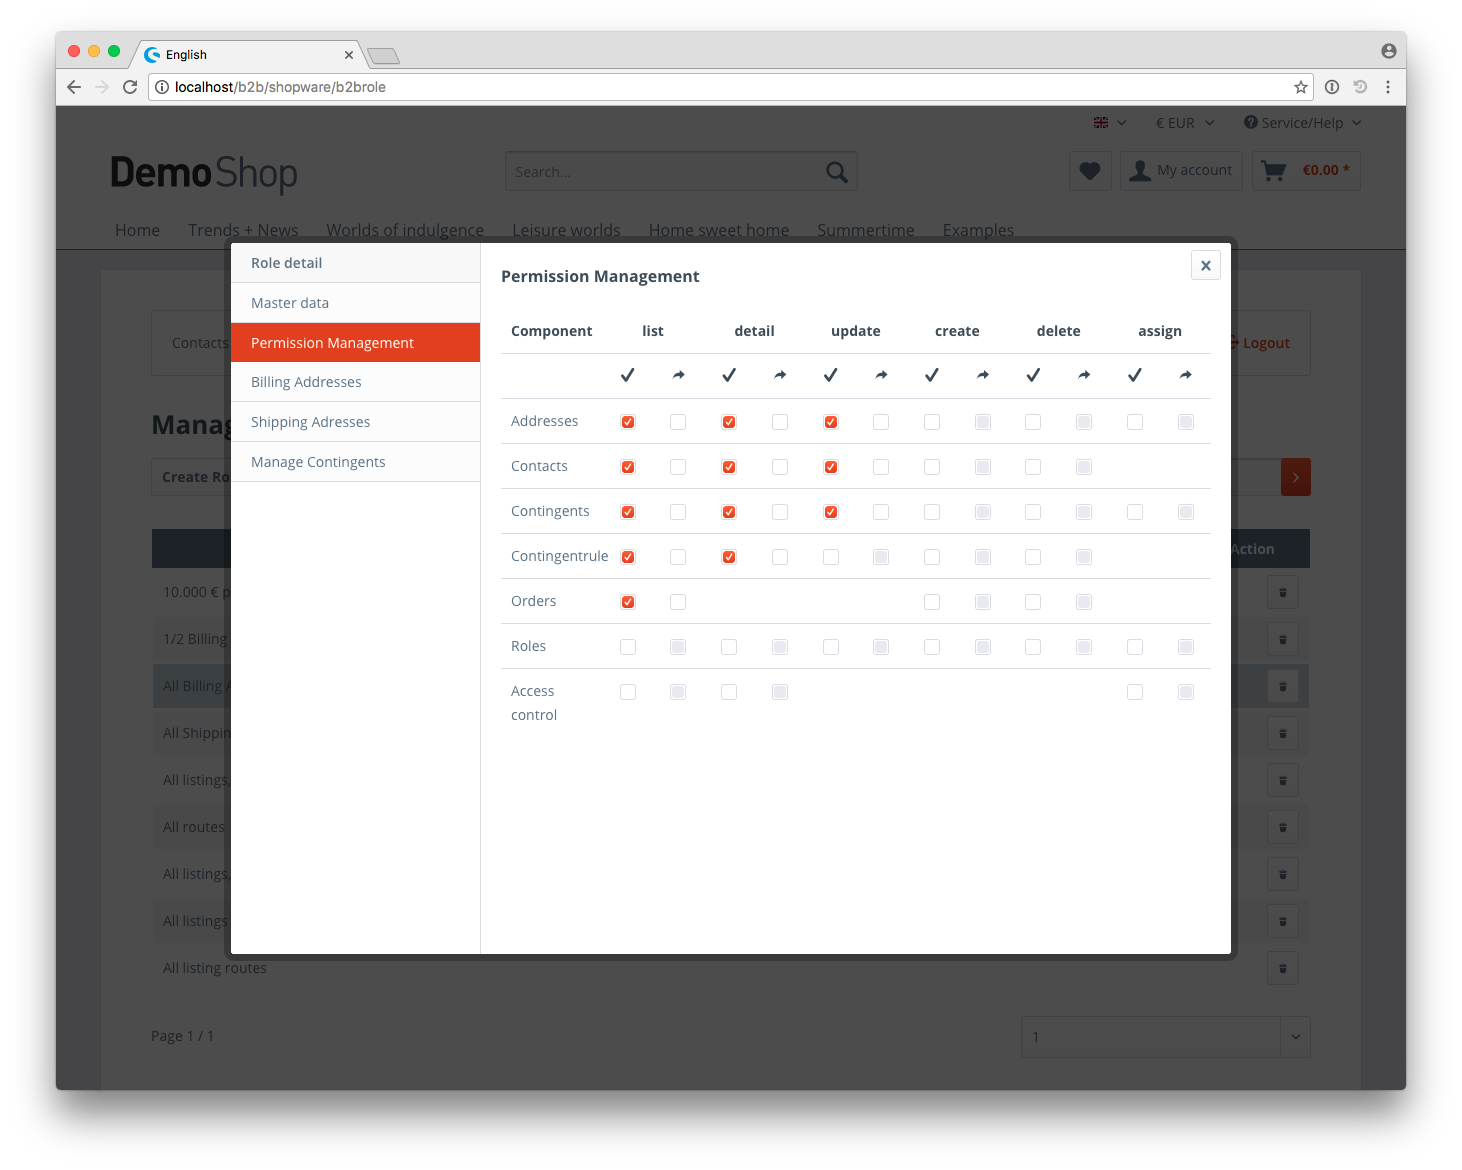 English
localhost/b2b/shopware/b2brole
€ EUR Service/Help
DemoShop
Search...
My account
€0.00 *
Home Trends + News Worlds of indulgence Leisure worlds Home sweet home Summertime Examples
Role detail
Master data
Permission Management
Billing Addresses
Shipping Adresses
Manage Contingents
Permission Management
Component list detail update create delete assign
Addresses
Contacts
Contingents
Contingentrule
Orders
Roles
Access
control
Contacts
Logout
Manag
Create Ro
Action
10.000 € p
1/2 Billing
All Billing A
All Shippin
All listings,
All routes
All listings,
All listings
All listing routes
Page 1 / 1
1